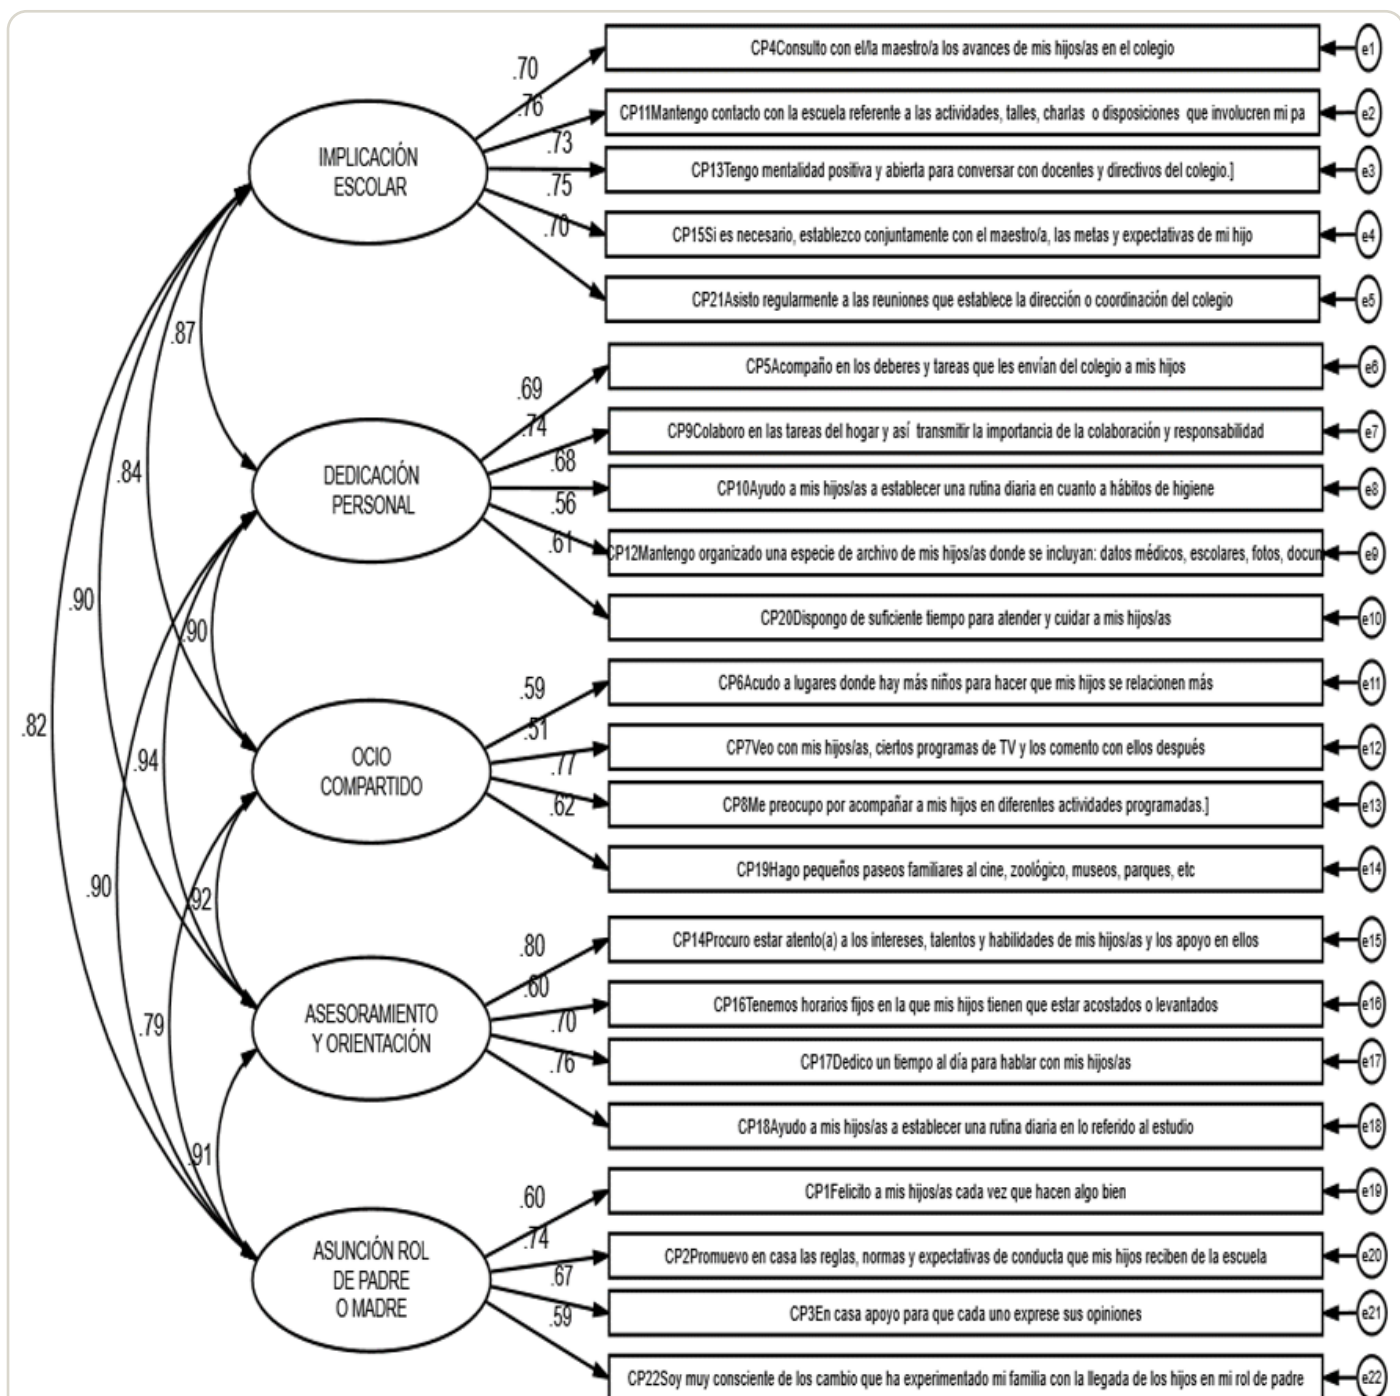 IMPLICACIÓN
ESCOLAR
.70
CP4Consulto con el/la maestro/a los avances de mis hijos/as en el colegio
e1
.76
CP11Mantengo contacto con la escuela referente a las actividades, talles, charlas o disposiciones que involucren mi pa
e2
.73
CP13Tengo mentalidad positiva y abierta para conversar con docentes y directivos del colegio.]
e3
.75
CP15Si es necesario, establezco conjuntamente con el maestro/a, las metas y expectativas de mi hijo
e4
.70
CP21Asisto regularmente a las reuniones que establece la dirección o coordinación del colegio
e5
.87
DEDICACIÓN
PERSONAL
.69
CP5Acompaño en los deberes y tareas que les envían del colegio a mis hijos
e6
.74
CP9Colaboro en las tareas del hogar y así transmitir la importancia de la colaboración y responsabilidad
e7
.68
CP10Ayudo a mis hijos/as a establecer una rutina diaria en cuanto a hábitos de higiene
e8
.56
CP12Mantengo organizado una especie de archivo de mis hijos/as donde se incluyan: datos médicos, escolares, fotos, docun
e9
.61
CP20Dispongo de suficiente tiempo para atender y cuidar a mis hijos/as
e10
.84
.90
.90
OCIO
COMPARTIDO
.59
CP6Acudo a lugares donde hay más niños para hacer que mis hijos se relacionen más
e11
.51
CP7Veo con mis hijos/as, ciertos programas de TV y los comento con ellos después
e12
.77
CP8Me preocupo por acompañar a mis hijos en diferentes actividades programadas.]
e13
.62
CP19Hago pequeños paseos familiares al cine, zoológico, museos, parques, etc
e14
.82
.94
.90
.92
ASESORAMIENTO
Y ORIENTACIÓN
.80
CP14Procuro estar atento(a) a los intereses, talentos y habilidades de mis hijos/as y los apoyo en ellos
e15
.60
CP16Tenemos horarios fijos en la que mis hijos tienen que estar acostados o levantados
e16
.70
CP17Dedico un tiempo al día para hablar con mis hijos/as
e17
.76
CP18Ayudo a mis hijos/as a establecer una rutina diaria en lo referido al estudio
e18
.79
.91
ASUNCIÓN ROL
DE PADRE
O MADRE
.60
CP1Felicito a mis hijos/as cada vez que hacen algo bien
e19
.74
CP2Promuevo en casa las reglas, normas y expectativas de conducta que mis hijos reciben de la escuela
e20
.67
CP3En casa apoyo para que cada uno exprese sus opiniones
e21
.59
CP22Soy muy consciente de los cambio que ha experimentado mi familia con la llegada de los hijos en mi rol de padre
e22